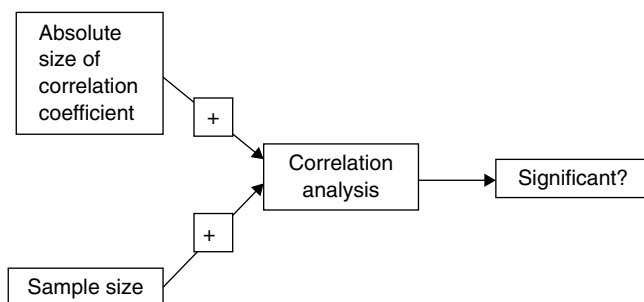 Absolute
size of
correlation
coefficient
+
Correlation
analysis
Significant?
+
Sample size